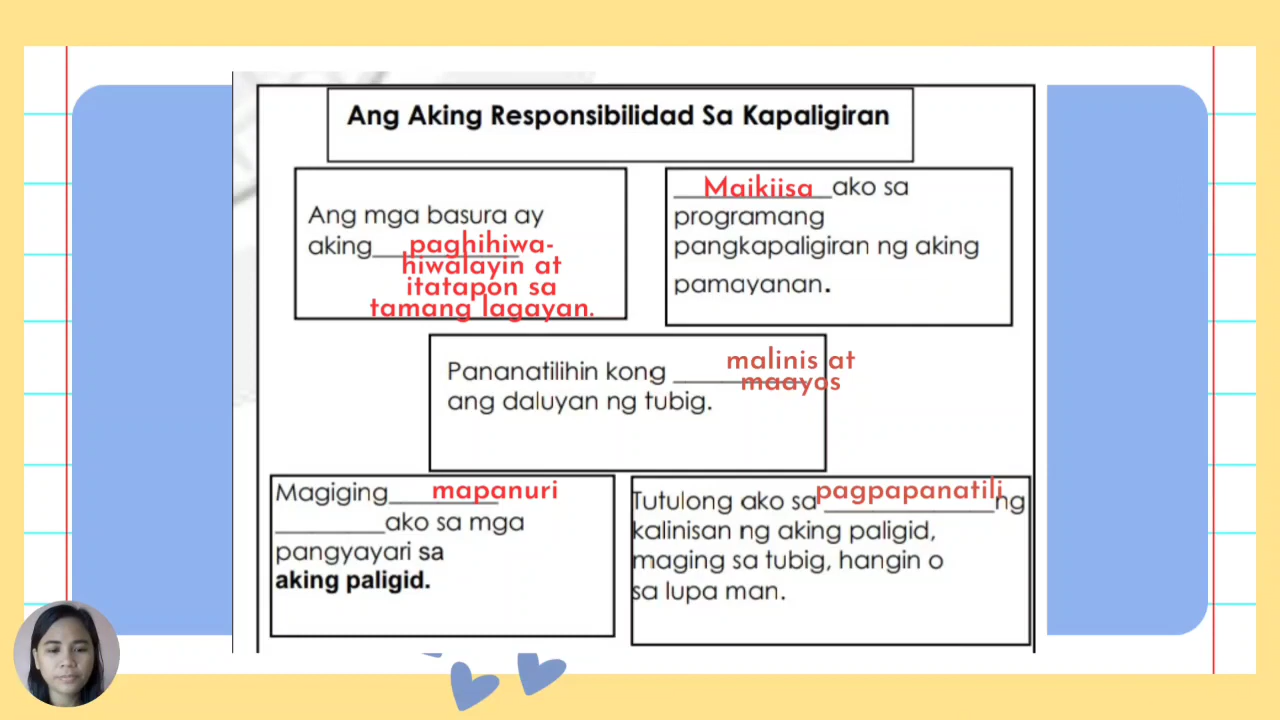 Ang Aking Responsibilidad Sa Kapaligiran
Ang mga basura ay
aking paghihiwa-
hiwalayin at
itatapon sa
tamang lagayan.
Maikiisa ako sa
programang
pangkapaligiran ng aking
pamayanan.
Pananatilihin kong malinis at
maayos
ang daluyan ng tubig.
Magiging mapanuri
ako sa mga
pangyayari sa
aking paligid.
Tutulong ako sa pagpapanatili ng
kalinisan ng aking paligid,
maging sa tubig, hangin o
sa lupa man.